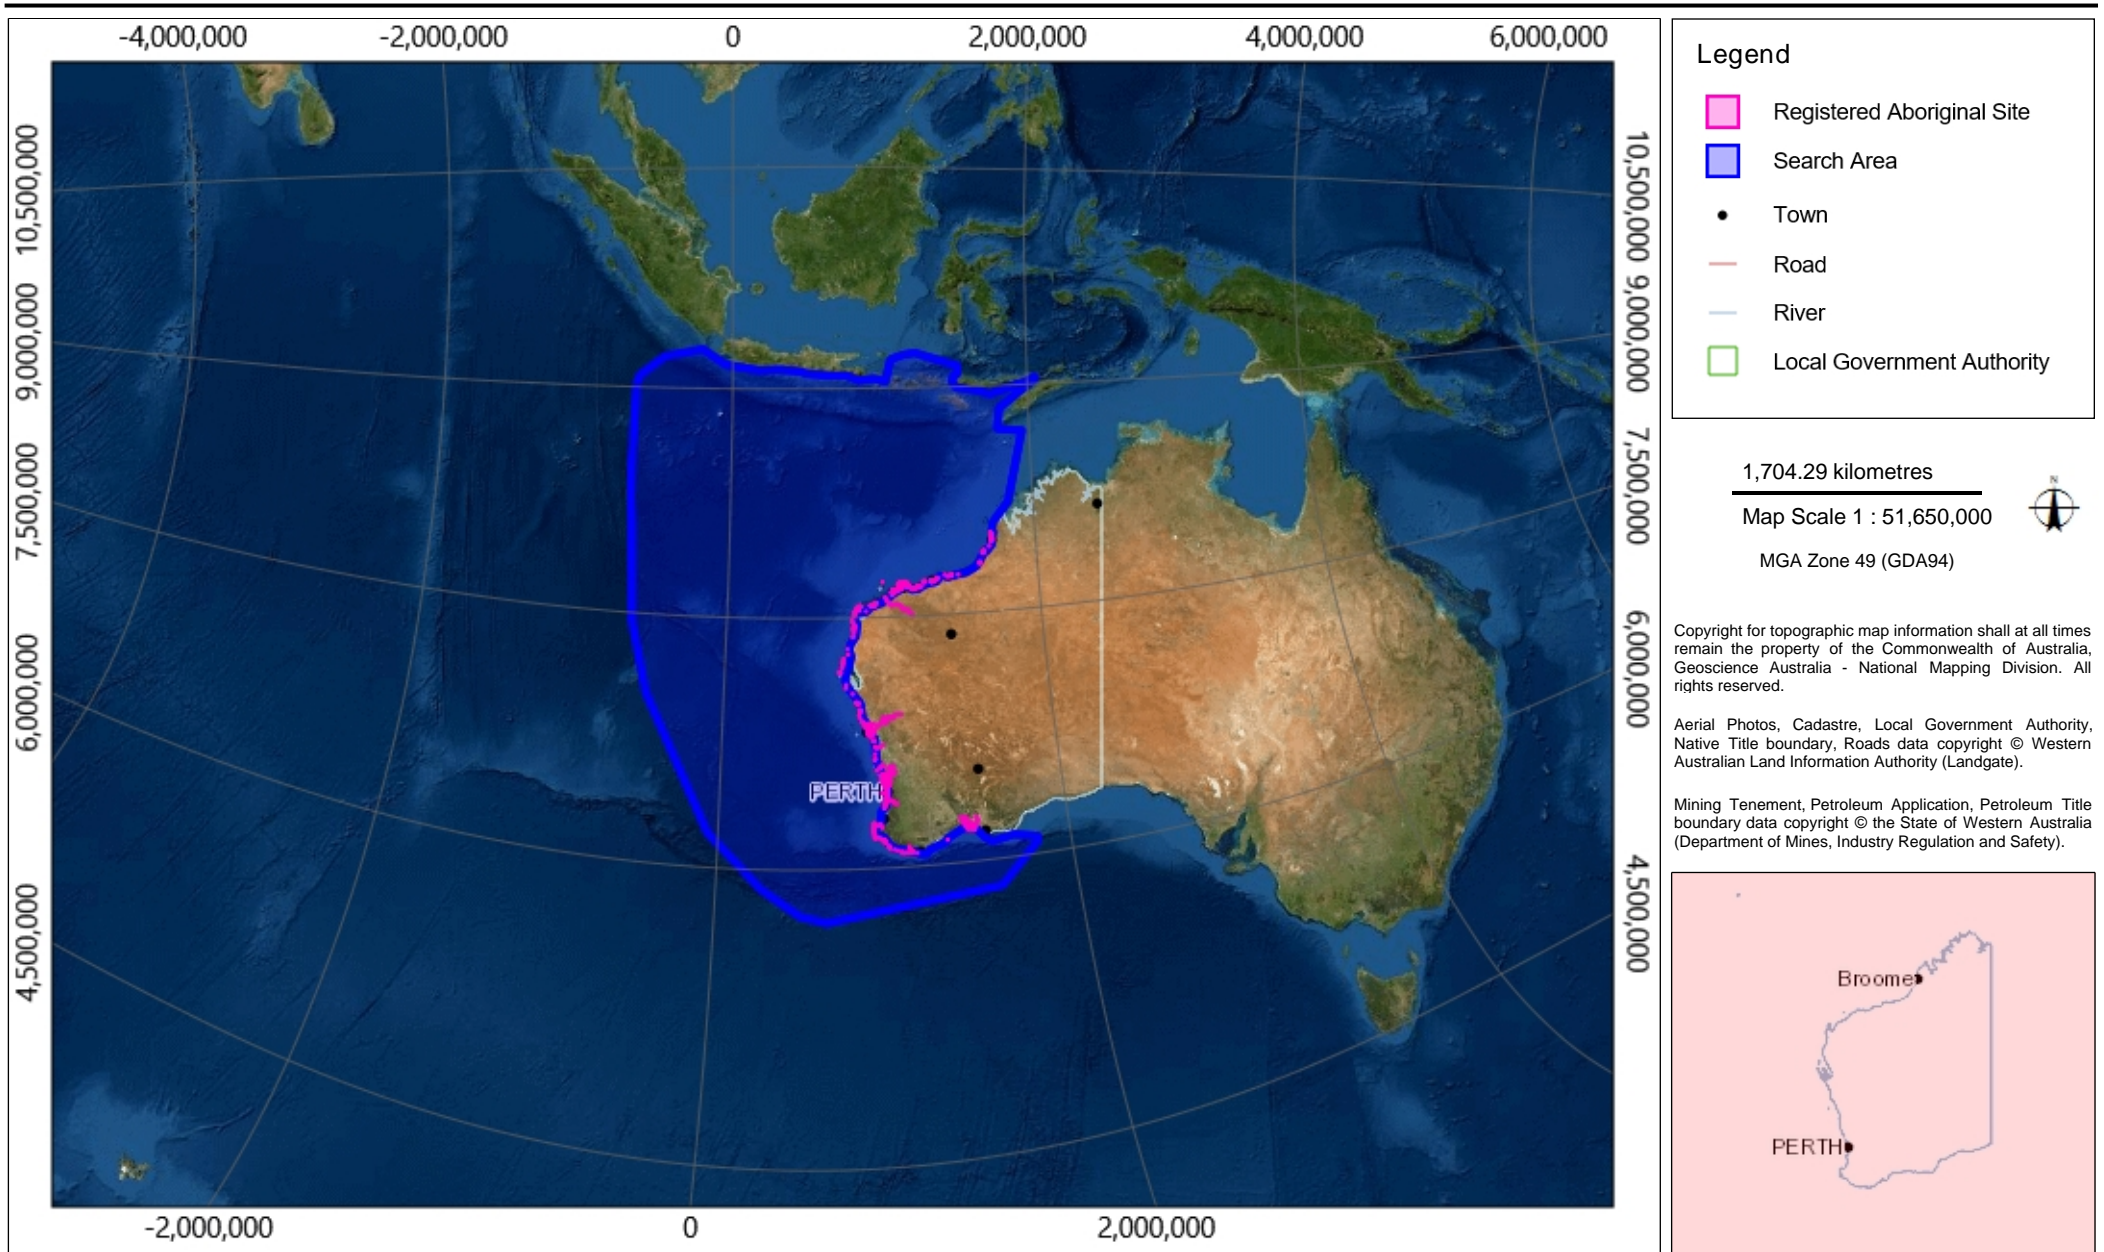 -4,000,000 -2,000,000 0 2,000,000 4,000,000 6,000,000
10,500,000
9,000,000
7,500,000
6,000,000
4,500,000
PERTH
10,500,000
9,000,000
7,500,000
6,000,000
4,500,000
-2,000,000 0 2,000,000
Legend
Registered Aboriginal Site
Search Area
Town
Road
River
Local Government Authority
1,704.29 kilometres
Map Scale 1 : 51,650,000
MGA Zone 49 (GDA94)
N
Copyright for topographic map information shall at all times
remain the property of the Commonwealth of Australia,
Geoscience Australia - National Mapping Division. All
rights reserved.
Aerial Photos, Cadastre, Local Government Authority,
Native Title boundary, Roads data copyright © Western
Australian Land Information Authority (Landgate).
Mining Tenement, Petroleum Application, Petroleum Title
boundary data copyright © the State of Western Australia
(Department of Mines, Industry Regulation and Safety).
Broome
PERTH